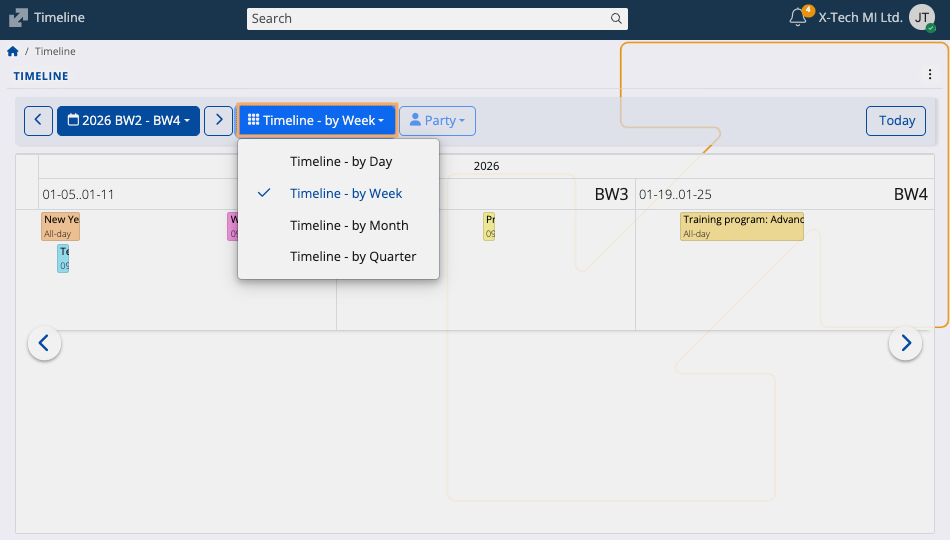 Timeline
Search
4
X-Tech MI Ltd.
JT
/ Timeline
TIMELINE
2026 BW2 - BW4
Timeline - by Week
Party
Today
Timeline - by Day
Timeline - by Week
Timeline - by Month
Timeline - by Quarter
2026
01-05..01-11
BW3
01-19..01-25
BW4
New Ye
All-day
Te
09
W
09
Pr
09
Training program: Advanc
All-day